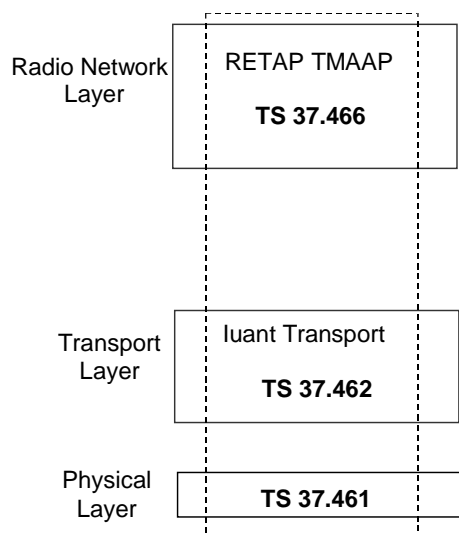 Radio Network
Layer
RETAP TMAAP
TS 37.466
Transport
Layer
Iuant Transport
TS 37.462
Physical
Layer
TS 37.461